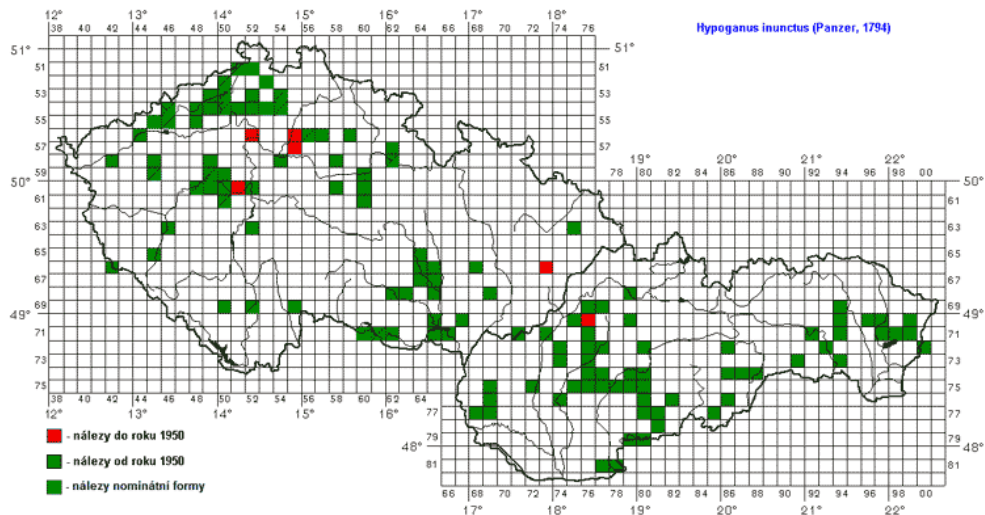 12° 13° 14° 15° 16° 17° 18°
38 40 42 44 46 48 50 52 54 56 58 60 62 64 66 68 70 72 74 76
Hypoganus inunctus (Panzer, 1794)
51° 51°
51 51
53 53
55 55
57 57
19° 20° 21° 22°
59 78 80 82 84 86 88 90 92 94 96 98 00
50° 50°
61 61
63 63
65 65
67 67
69 69
49° 49°
71 71
73 73
75 75
38 40 42 44 46 48 50 52 54 56 58 60 62 64
12° 13° 14° 15° 16°
77 77
- nálezy do roku 1950
79 79
48° 48°
- nálezy od roku 1950
81 81
- nálezy nominátní formy
66 68 70 72 74 76 78 80 82 84 86 88 90 92 94 96 98 00
17° 18° 19° 20° 21° 22°